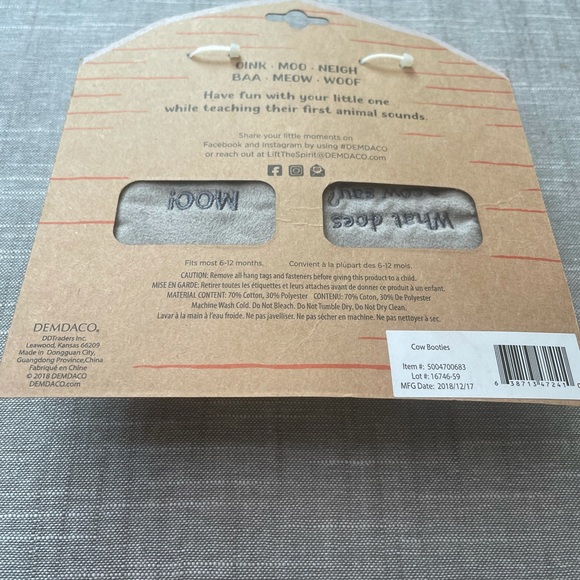 OINK · MOO · NEIGH
BAA · MEOW · WOOF
Have fun with your little one
while teaching their first animal sounds.
Share your little moments on
Facebook and Instagram by using #DEMDACO
or reach out at LiftTheSpirit@DEMDACO.com
MOO!
What does
cow say?
Fits most 6-12 months.
Convient à la plupart des 6-12 mois.
CAUTION: Remove all-hang tags and fasteners before giving this product to a child.
MISE EN GARDE: Retirer toutes les étiquettes et leurs attaches avant de donner ce produit à un enfant.
MATERIAL CONTENT: 70% Cotton, 30% Polyester CONTENU: 70% Coton, 30% De Polyester
Machine Wash Cold. Do Not Bleach. Do Not Tumble Dry, Do Not Dry Clean.
Lavar à la main à l'eau froide. Ne pas javeliser. Ne pas sécher en machine. Ne pas nettoyer à sec.
DEMDACO®
DDTraders Inc.
Leawood, Kansas 66209
Made in Dongguan City,
Guangdong Province,China
Fabriqué en Chine
© 2018 DEMDACO
DEMDACO.com
Cow Booties
Item #: 5004700683
Lot #: 16746-59
MFG Date: 2018/12/17
6 38713 47241